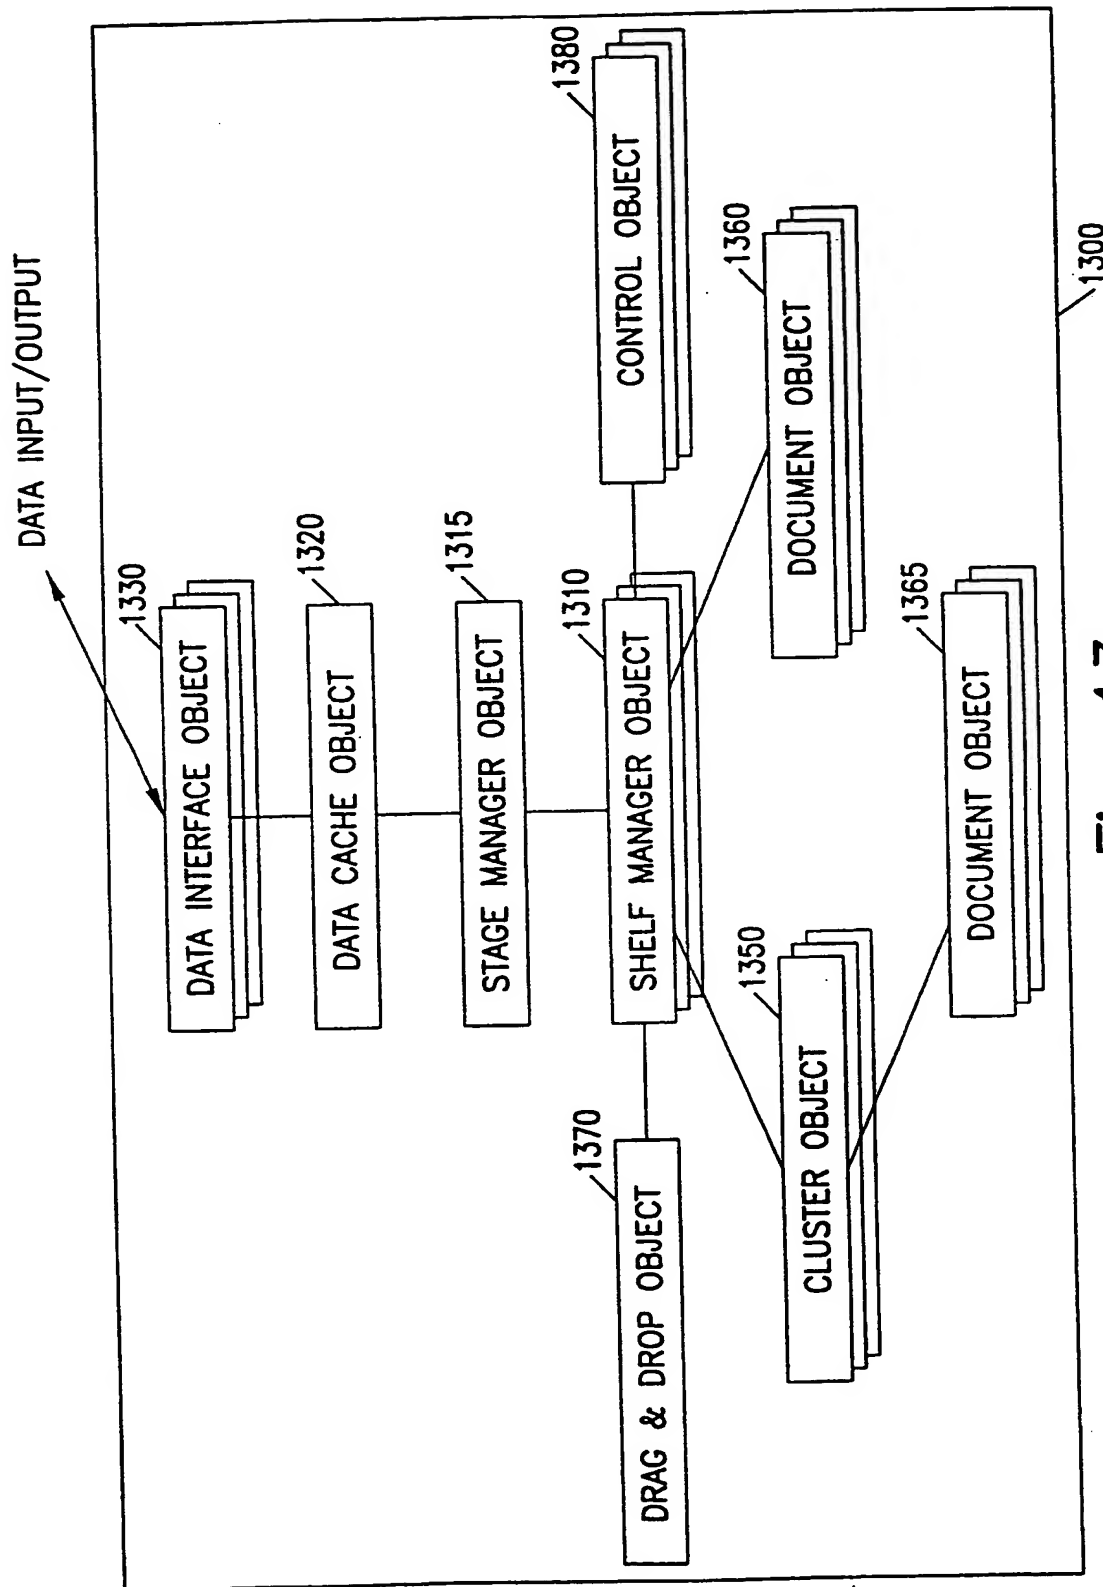 DATA INPUT/OUTPUT
1330
DATA INTERFACE OBJECT
1320
DATA CACHE OBJECT
1315
STAGE MANAGER OBJECT
1370
DRAG & DROP OBJECT
1310
SHELF MANAGER OBJECT
1380
CONTROL OBJECT
1350
CLUSTER OBJECT
1360
DOCUMENT OBJECT
1365
DOCUMENT OBJECT
1300